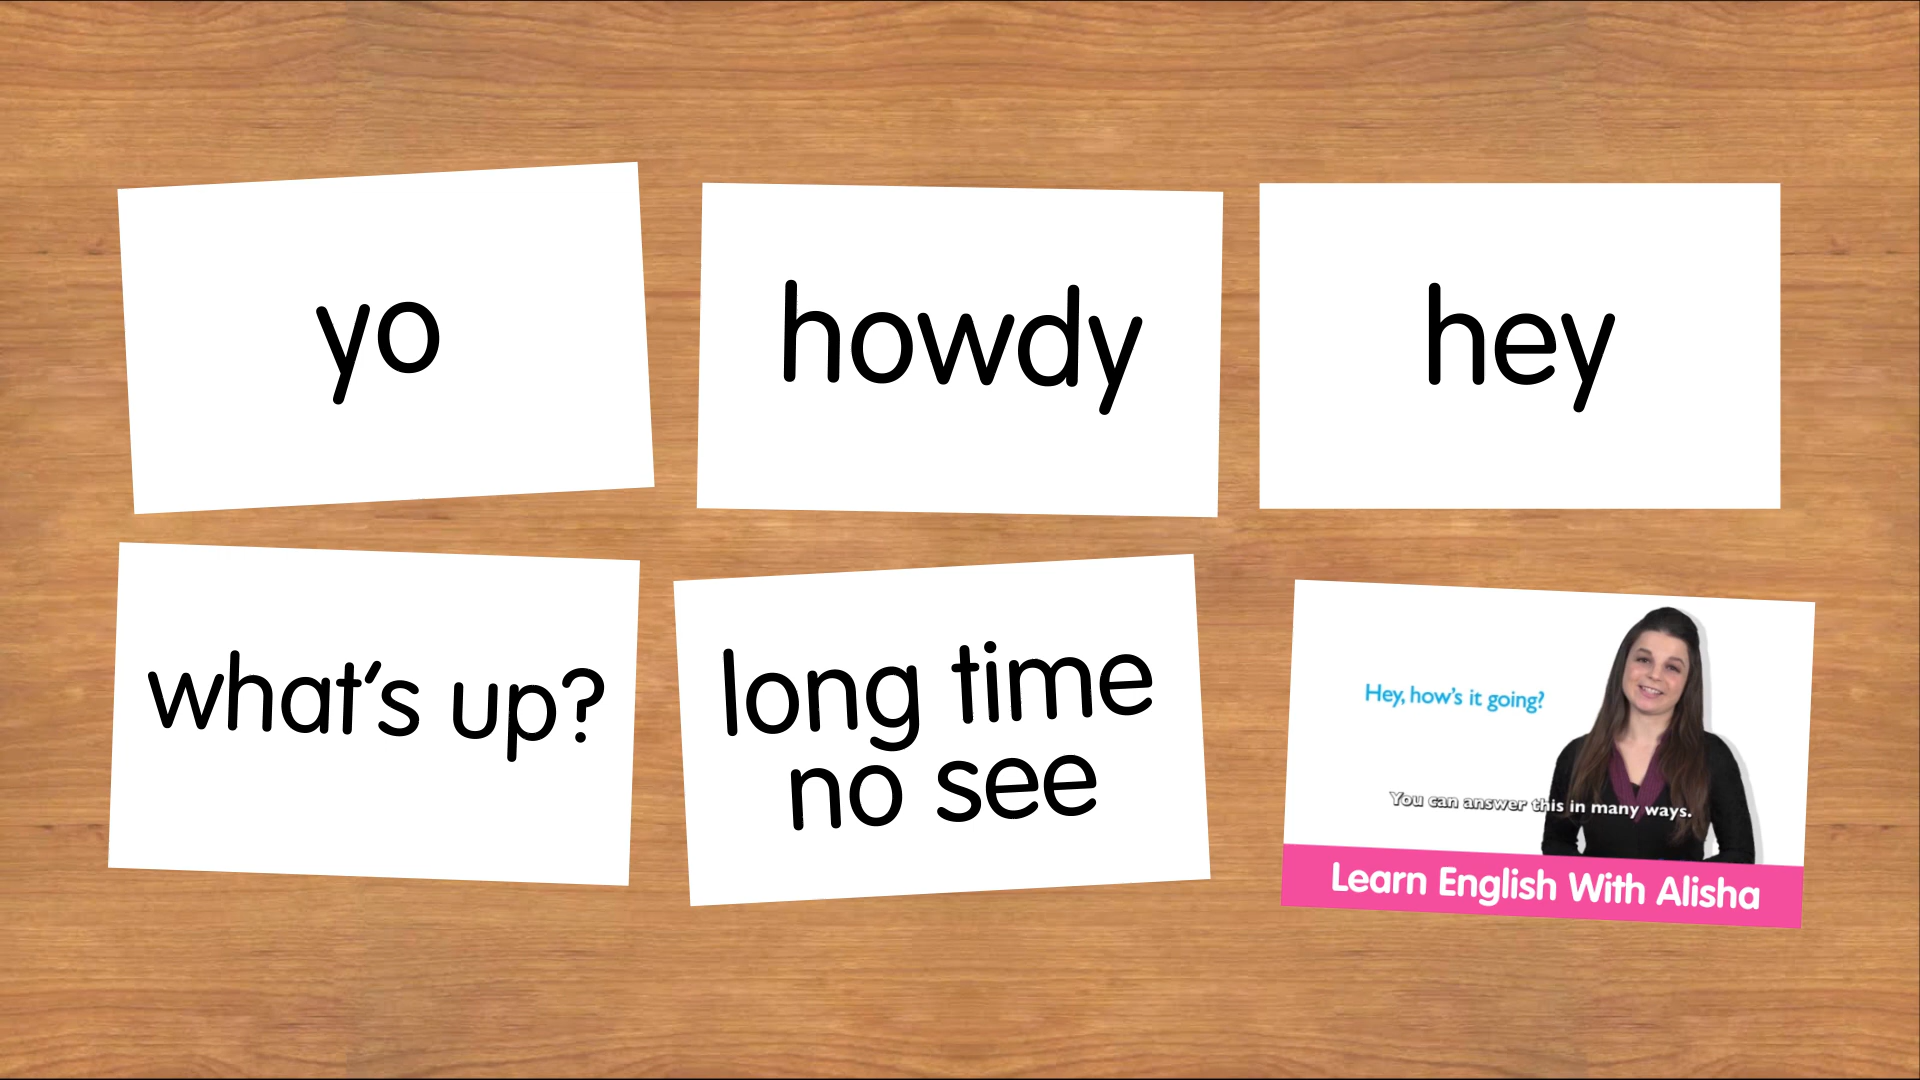 yo
howdy
hey
what's up?
long time
no see
Hey, how's it going?
You can answer this in many ways.
Learn English With Alisha